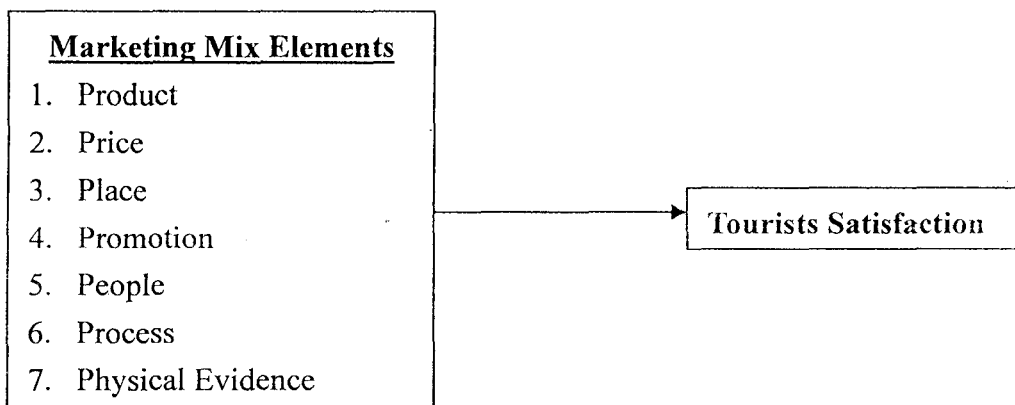 Marketing Mix Elements
1. Product
2. Price
3. Place
4. Promotion
5. People
6. Process
7. Physical Evidence
Tourists Satisfaction